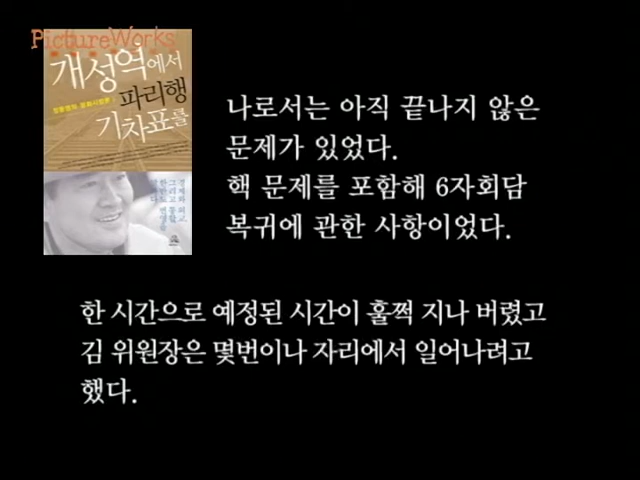 PictureWorks
개성역에서
파리행
기차표를
나로서는 아직 끝나지 않은
문제가 있었다.
핵 문제를 포함해 6자회담
복귀에 관한 사항이었다.
한 시간으로 예정된 시간이 훌쩍 지나 버렸고
김 위원장은 몇번이나 자리에서 일어나려고
했다.